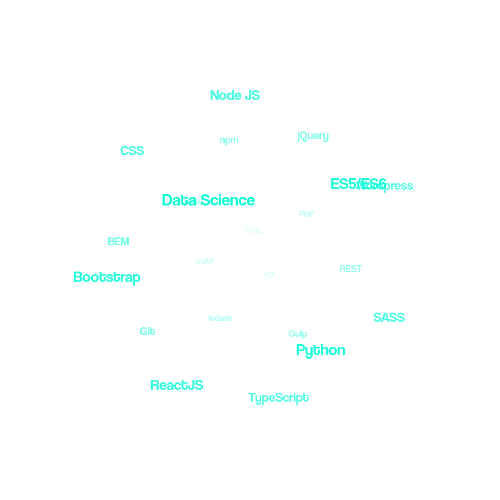 Node JS
npm
jQuery
CSS
ES5/ES6
Wordpress
Data Science
PHP
BEM
REST
Bootstrap
lodash
SASS
Git
Gulp
Python
ReactJS
TypeScript